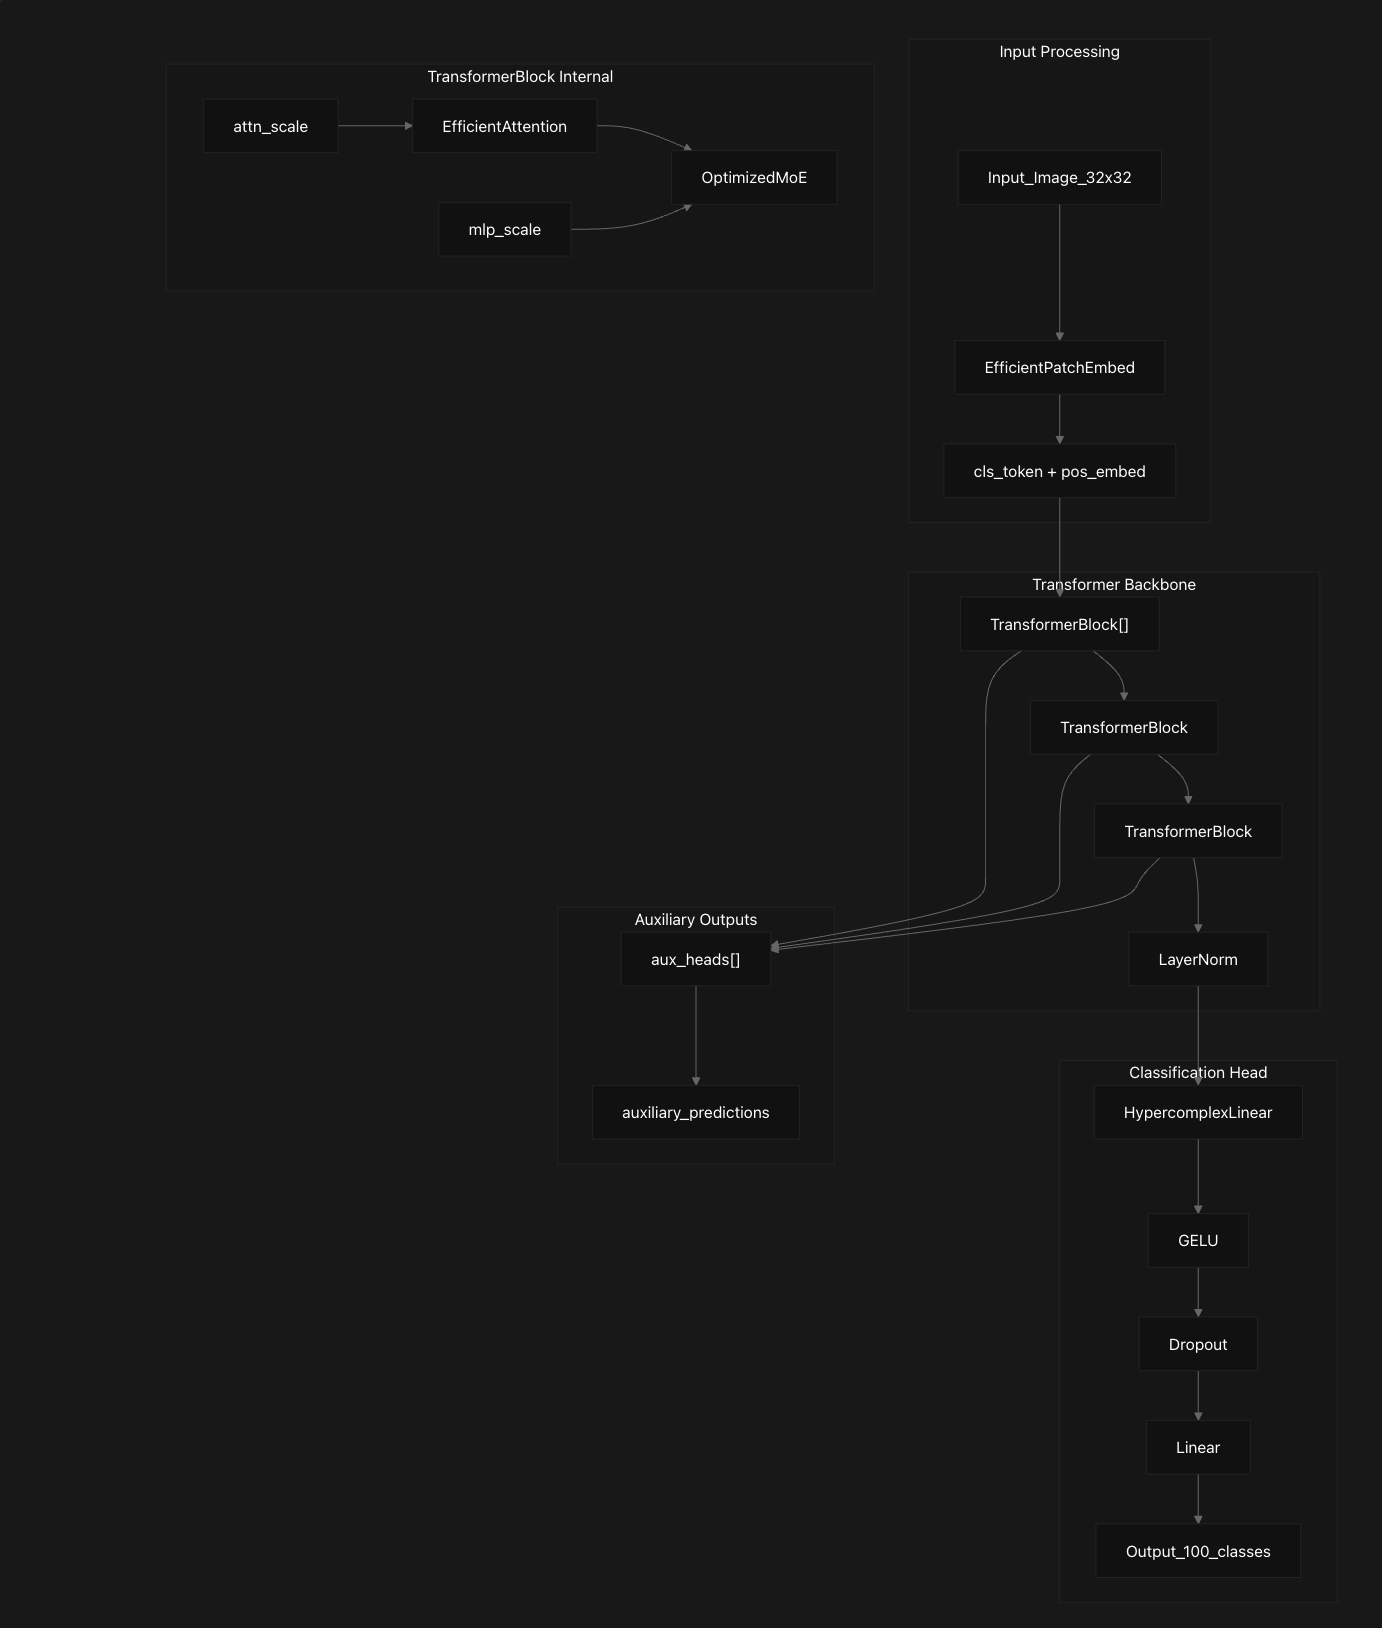 TransformerBlock Internal
attn_scale
EfficientAttention
OptimizedMoE
mlp_scale
Input Processing
Input_Image_32x32
EfficientPatchEmbed
cls_token + pos_embed
Transformer Backbone
TransformerBlock[]
TransformerBlock
TransformerBlock
LayerNorm
Auxiliary Outputs
aux_heads[]
auxiliary_predictions
Classification Head
HypercomplexLinear
GELU
Dropout
Linear
Output_100_classes